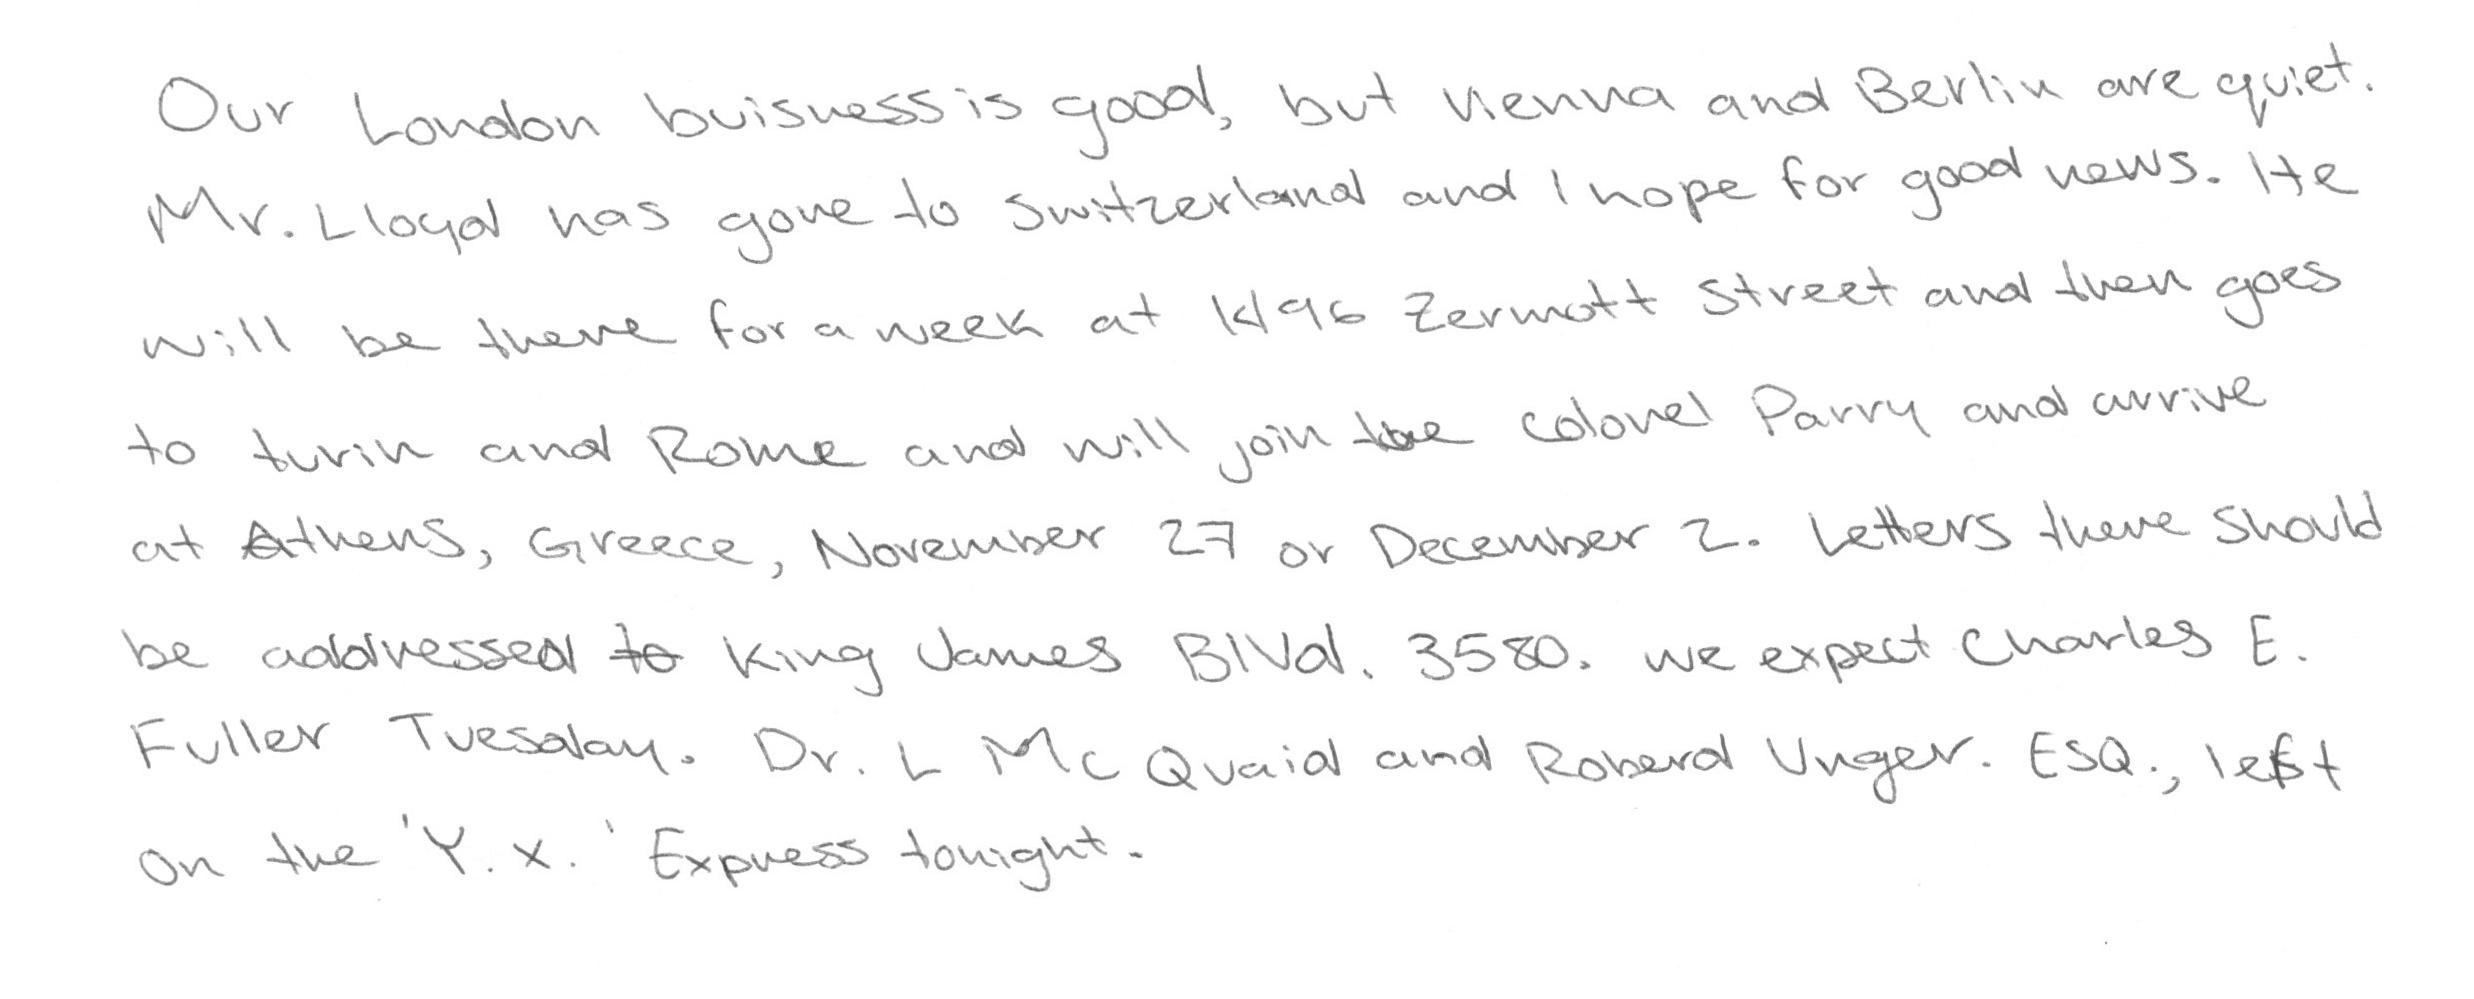 Our London buisness is good, but Vienna and Berlin are quiet.
Mr. Lloyd has gone to Switzerland and I hope for good news. He
will be there for a week at 1496 Zermott Street and then goes
to turin and Rome and will join the Colonel Parry and arrive
at Athens, Greece, November 27 or December 2. Letters there should
be addressed to King James BlVd. 3580. We expect Charles E.
Fuller Tuesday. Dr. L Mc Quaid and Roberd Unger. ESQ., left
on the 'Y. X.' Express tonight.